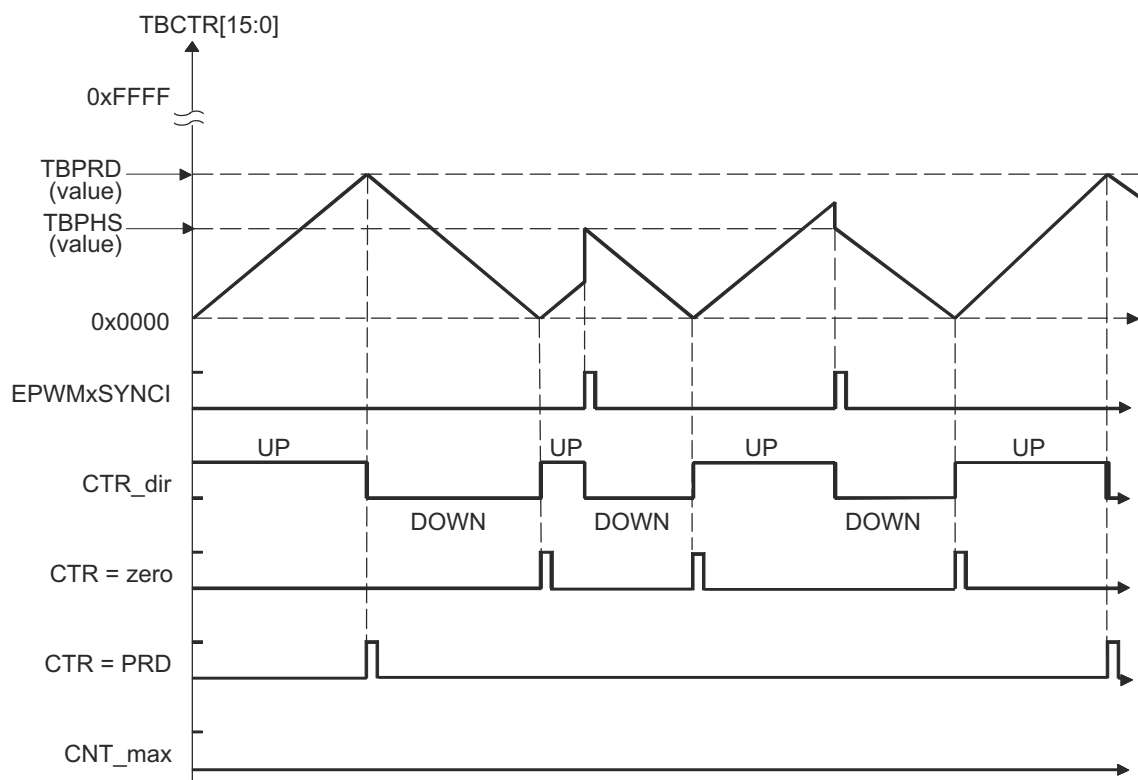 TBCTR[15:0]
0xFFFF
TBPRD
(value)
TBPHS
(value)
0x0000
EPWMxSYNCI
UP UP UP UP
CTR_dir
DOWN DOWN DOWN
CTR = zero
CTR = PRD
CNT_max